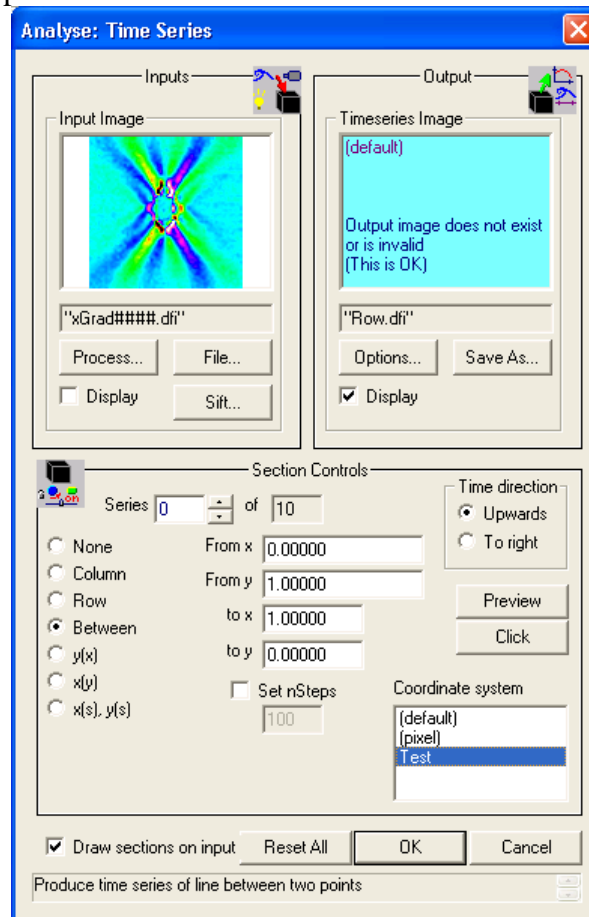 Analyse: Time Series
Inputs
Input Image
"xGrad####.dfi"
Process...
File...
Display
Sift...
Output
Timeseries Image
(default)
Output image does not exist
or is invalid
(This is OK)
"Row.dfi"
Options...
Save As...
Display
Section Controls
Series 0 of 10
None
Column
Row
Between
y(x)
x(y)
x(s), y(s)
From x 0.00000
From y 1.00000
to x 1.00000
to y 0.00000
Set nSteps
100
Time direction
Upwards
To right
Preview
Click
Coordinate system
(default)
(pixel)
Test
Draw sections on input
Reset All
OK
Cancel
Produce time series of line between two points